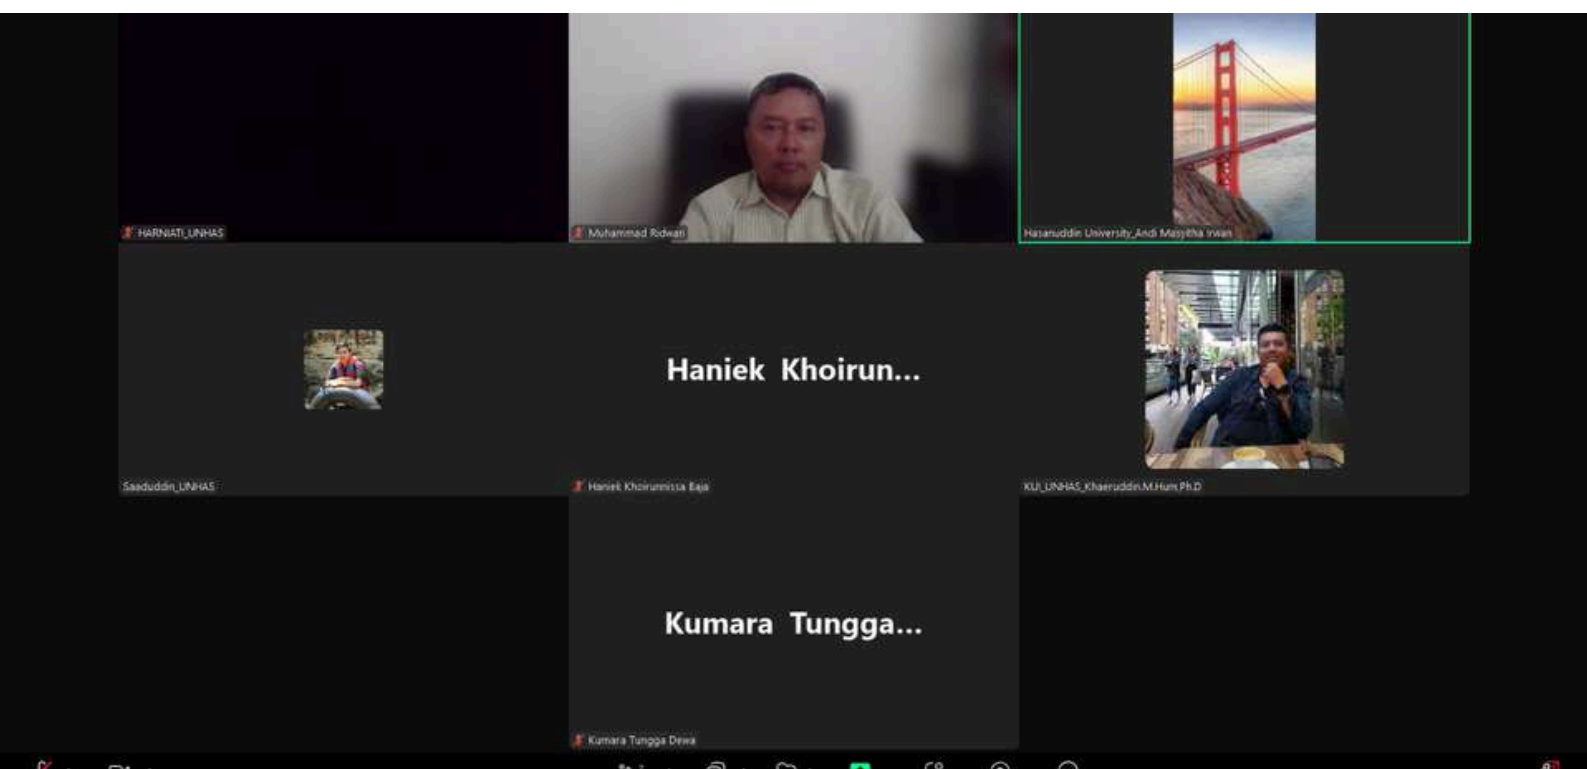 HARNIATI_UNHAS
Muhammad Ridwan
Hasanuddin University_Andi Masyitha Irwan
Saaduddin_UNHAS
Haniek Khoirun...
Haniek Khoirunnissa Baja
KUI_UNHAS_Khaeruddin.M.Hum.Ph.D
Kumara Tungga...
Kumara Tungga Dewa